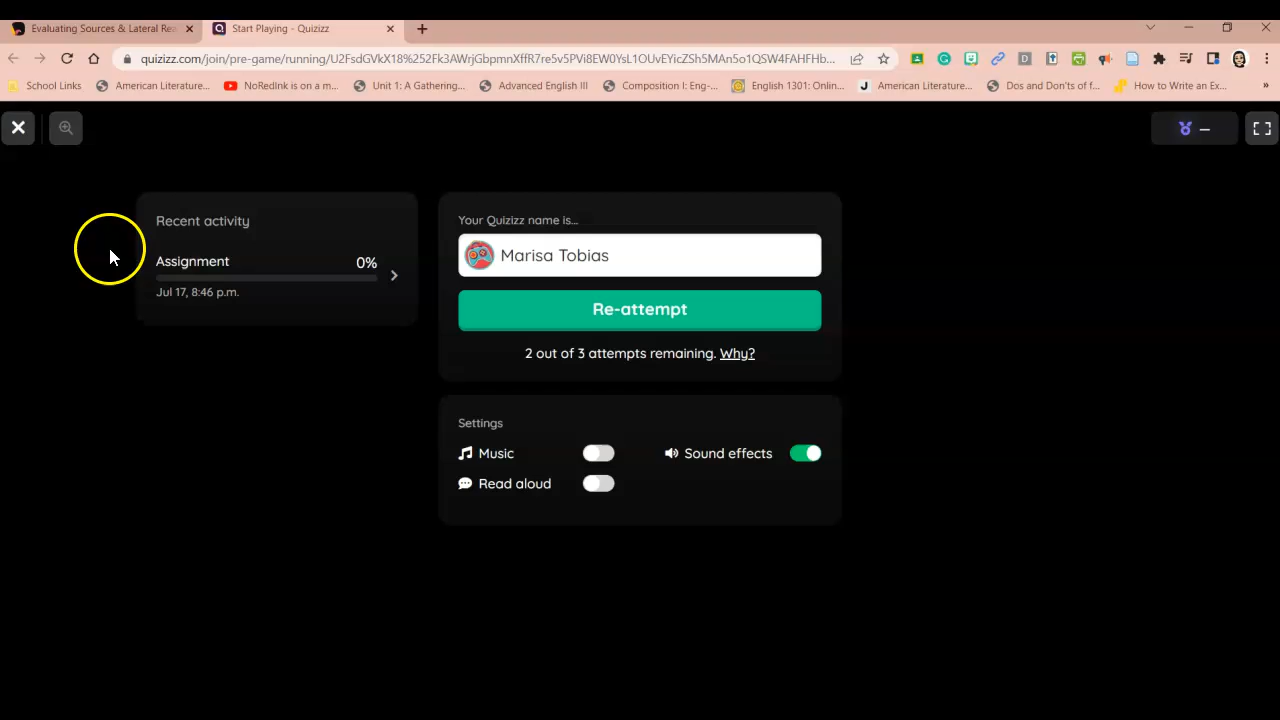 Evaluating Sources & Lateral Rea
Start Playing - Quizizz
quizizz.com/join/pre-game/running/U2FsdGVkX18%252Fk3AWrjGbpmnXffR7re5v5PVi8EW0YsL1OUvEYicZSh5MAn5o1QSW4FAHFHb...
School Links
American Literature...
NoRedInk is on a m...
Unit 1: A Gathering...
Advanced English III
Composition I: Eng-...
English 1301: Onlin...
American Literature...
Dos and Don'ts of f...
How to Write an Ex...
»
Recent activity
Assignment 0%
Jul 17, 8:46 p.m.
Your Quizizz name is...
Marisa Tobias
Re-attempt
2 out of 3 attempts remaining. Why?
Settings
Music
Sound effects
Read aloud